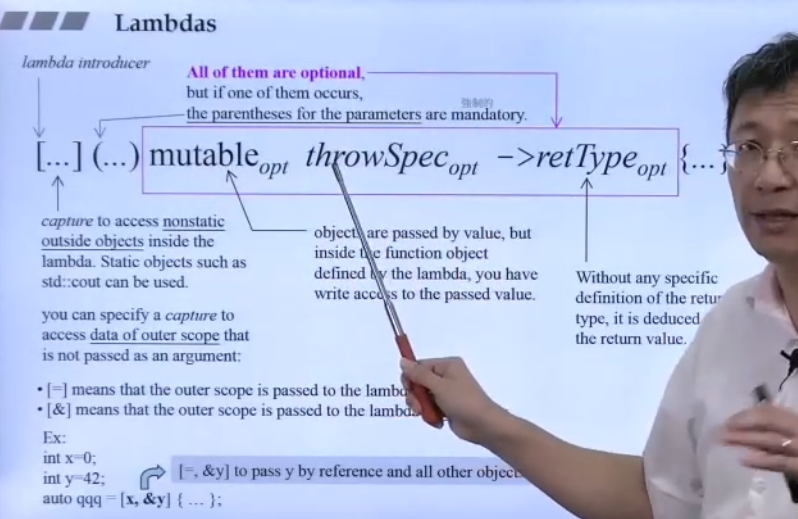 Lambdas
lambda introducer
All of them are optional,
but if one of them occurs,
強制的
the parentheses for the parameters are mandatory.
[...] (...) mutable opt throwSpec opt ->retType opt {...}
capture to access nonstatic
outside objects inside the
lambda. Static objects such as
std::cout can be used.
you can specify a capture to
access data of outer scope that
is not passed as an argument:
objects are passed by value, but
inside the function object
defined by the lambda, you have
write access to the passed value.
Without any specific
definition of the retu
type, it is deduced
the return value.
• [=] means that the outer scope is passed to the lambd
• [&] means that the outer scope is passed to the lambd
Ex:
int x=0;
int y=42;
auto qqq = [x, &y] { ... };
[=, &y] to pass y by reference and all other objec